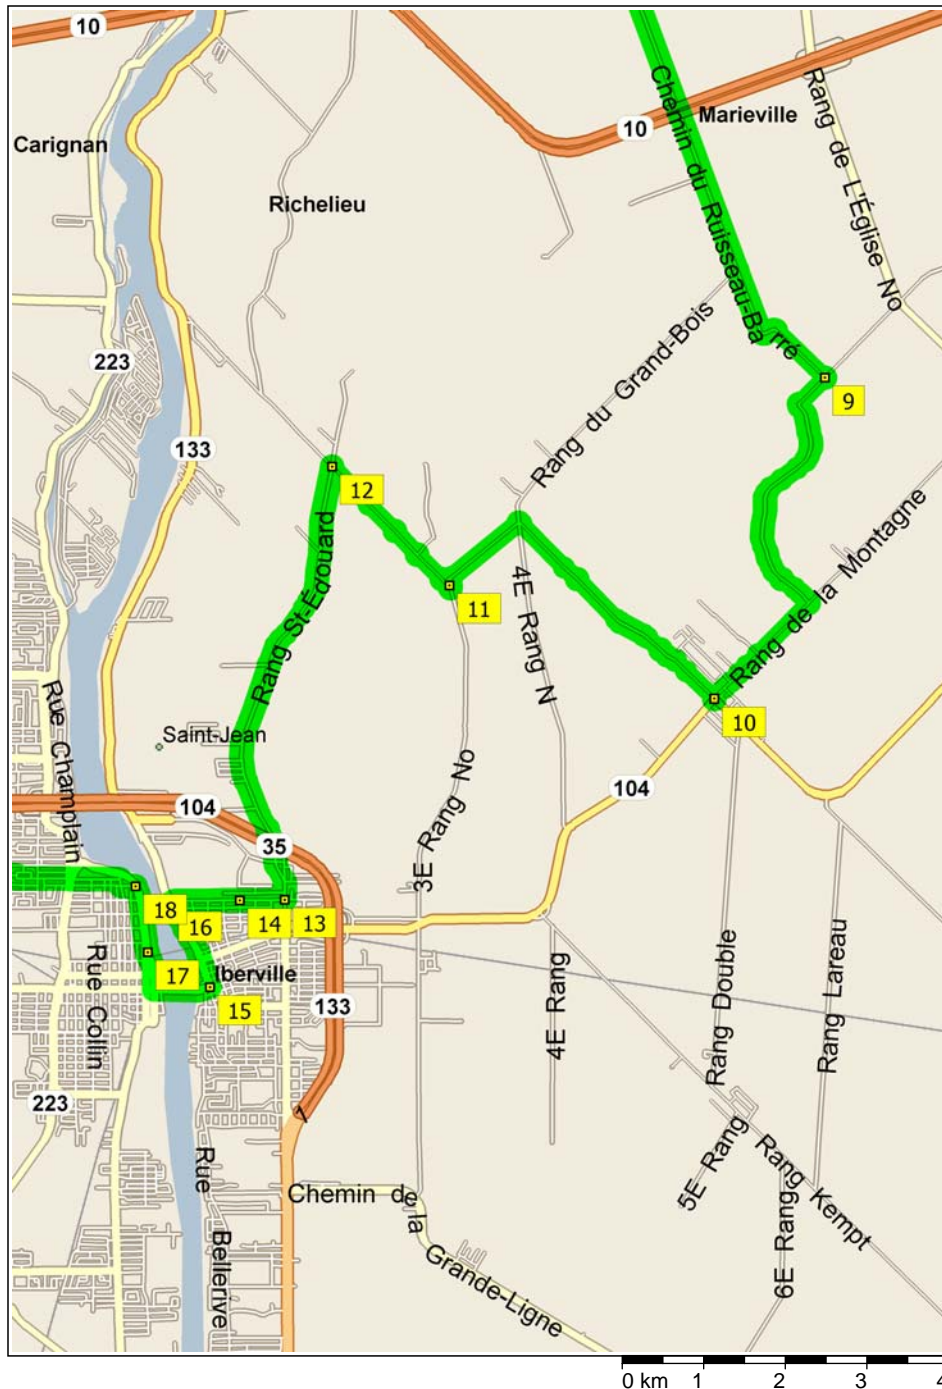 10
Carignan
Richelieu
Chemin du Ruisseau-Barré
10
Marieville
Rang de L'Église No
223
133
Rang du Grand-Bois
9
12
11
4E Rang N
Rang de la Montagne
10
Rang St-Édouard
Rue Champlain
Saint-Jean
104
35
3E Rang No
104
18
16
14
13
17
Iberville
15
133
Rue Collin
223
4E Rang
Rang Double
Rang Lareau
5E Rang
Rang Kempt
6E Rang
Rue Bellerive
Chemin de la Grande-Ligne
0 km 1 2 3 4